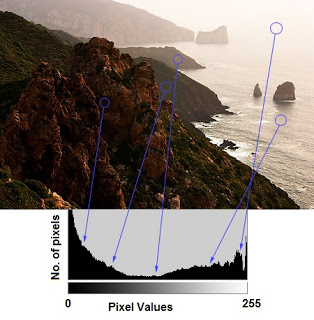 No. of pixels
0
255
Pixel Values